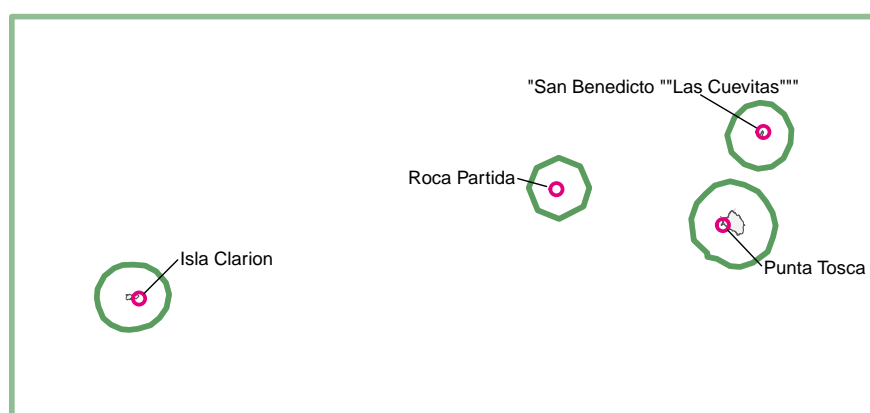 "San Benedicto ""Las Cuevitas"""
Roca Partida
Isla Clarion
Punta Tosca